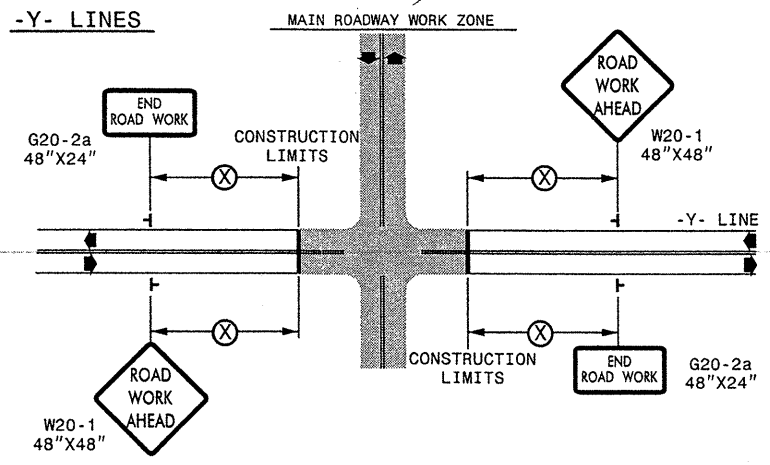 -Y- LINES
MAIN ROADWAY WORK ZONE
END
ROAD WORK
G20-2a
48"X24"
CONSTRUCTION
LIMITS
X
ROAD
WORK
AHEAD
W20-1
48"X48"
X
-Y- LINE
X
ROAD
WORK
AHEAD
W20-1
48"X48"
CONSTRUCTION
LIMITS
X
END
ROAD WORK
G20-2a
48"X24"